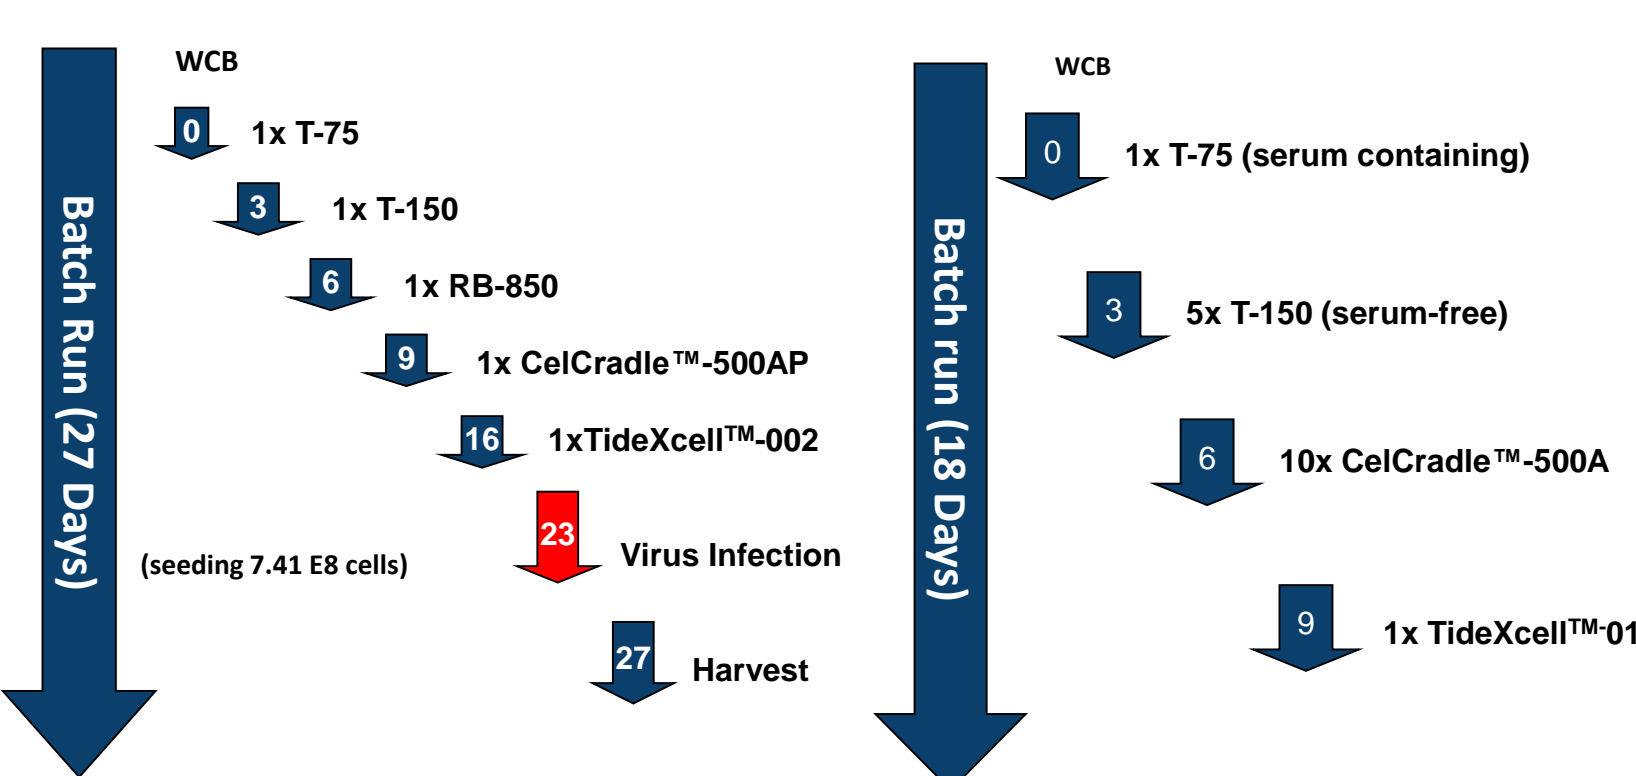 WCB
0
1x T-75
3
1x T-150
6
1x RB-850
9
1x CelCradle™-500AP
16
1xTideXcell™-002
23
Virus Infection
(seeding 7.41 E8 cells)
27
Harvest
Batch Run (27 Days)
WCB
0
1x T-75 (serum containing)
3
5x T-150 (serum-free)
6
10x CelCradle™-500A
9
1x TideXcell™-01
Batch run (18 Days)